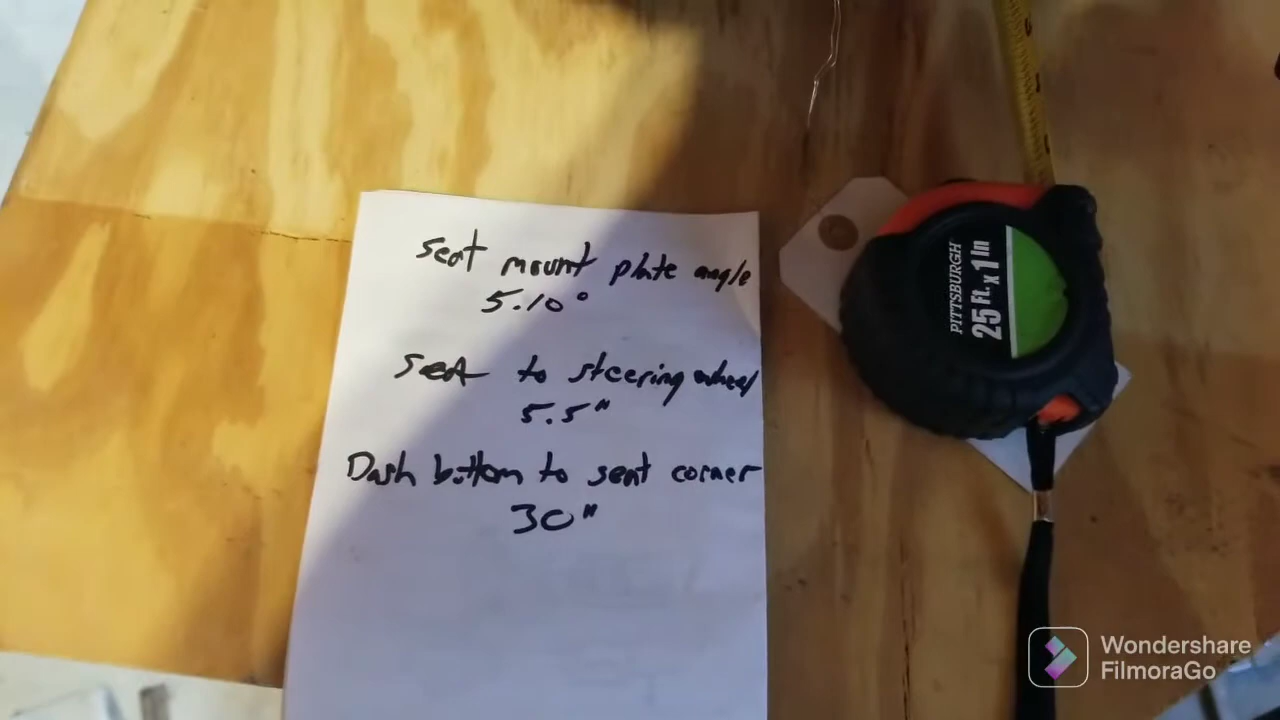 seat mount plate angle
5.10°
seat to steering wheel
5.5"
Dash bottom to seat corner
30"
PITTSBURGH
25 Ft. x 1 In
Wondershare
FilmoraGo